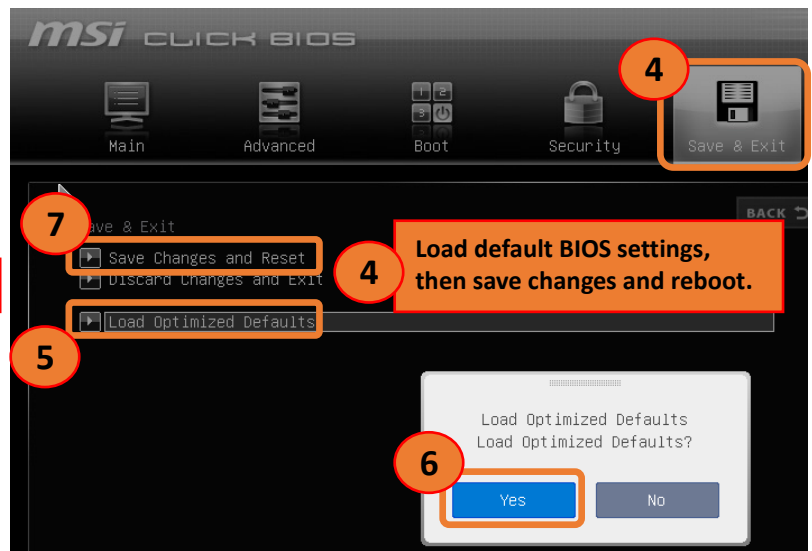 msi CLICK BIOS
4
Main Advanced Boot Security Save & Exit
BACK
7
ave & Exit
Save Changes and Reset
4
Load default BIOS settings,
then save changes and reboot.
Discard Changes and Exit
Load Optimized Defaults
5
Load Optimized Defaults
Load Optimized Defaults?
6
Yes No